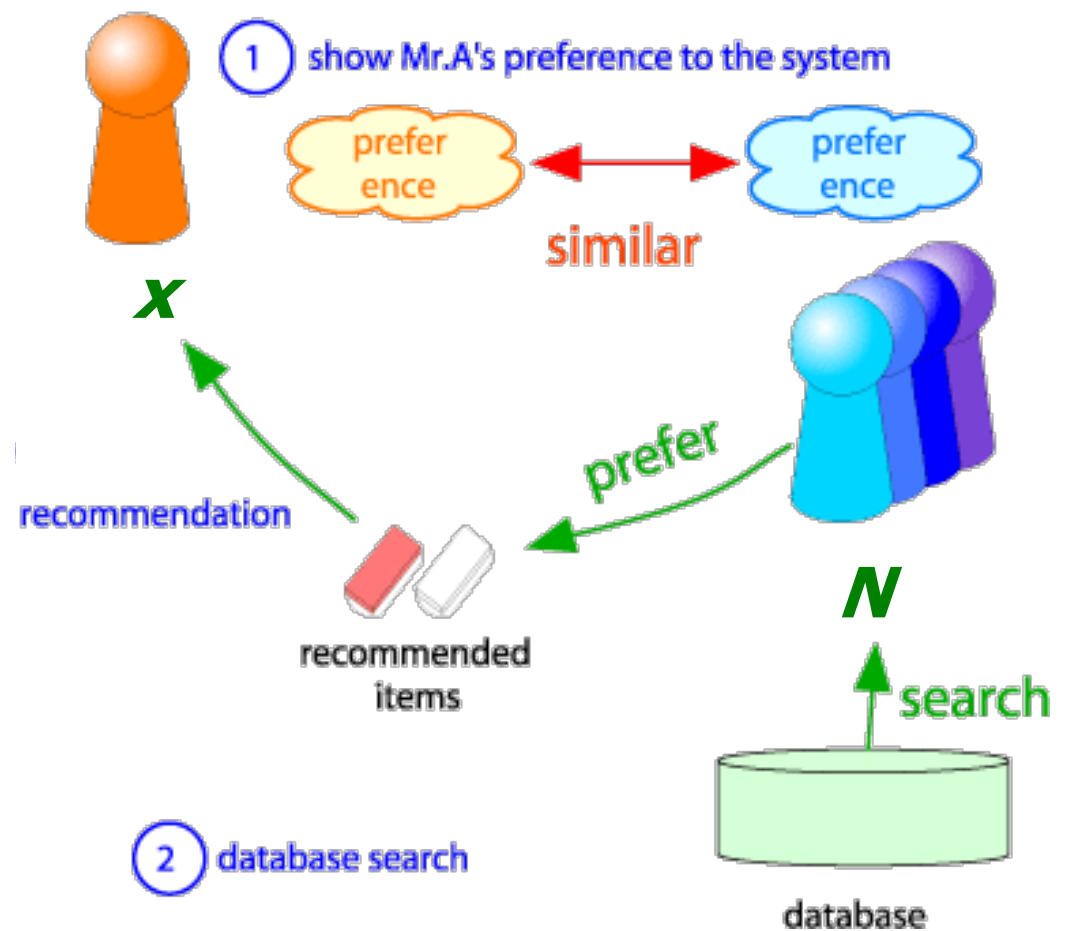 1 show Mr.A's preference to the system
prefer
ence
prefer
ence
similar
x
prefer
recommendation
recommended
items
N
search
2 database search
database